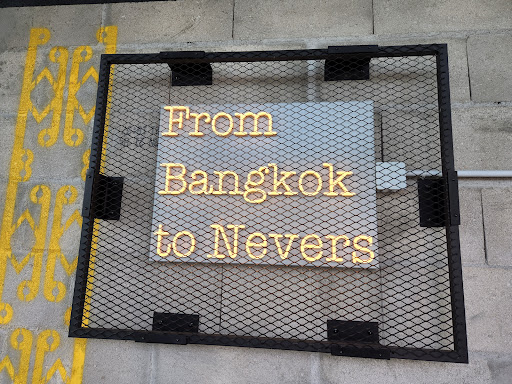 From
Bangkok
to Nevers